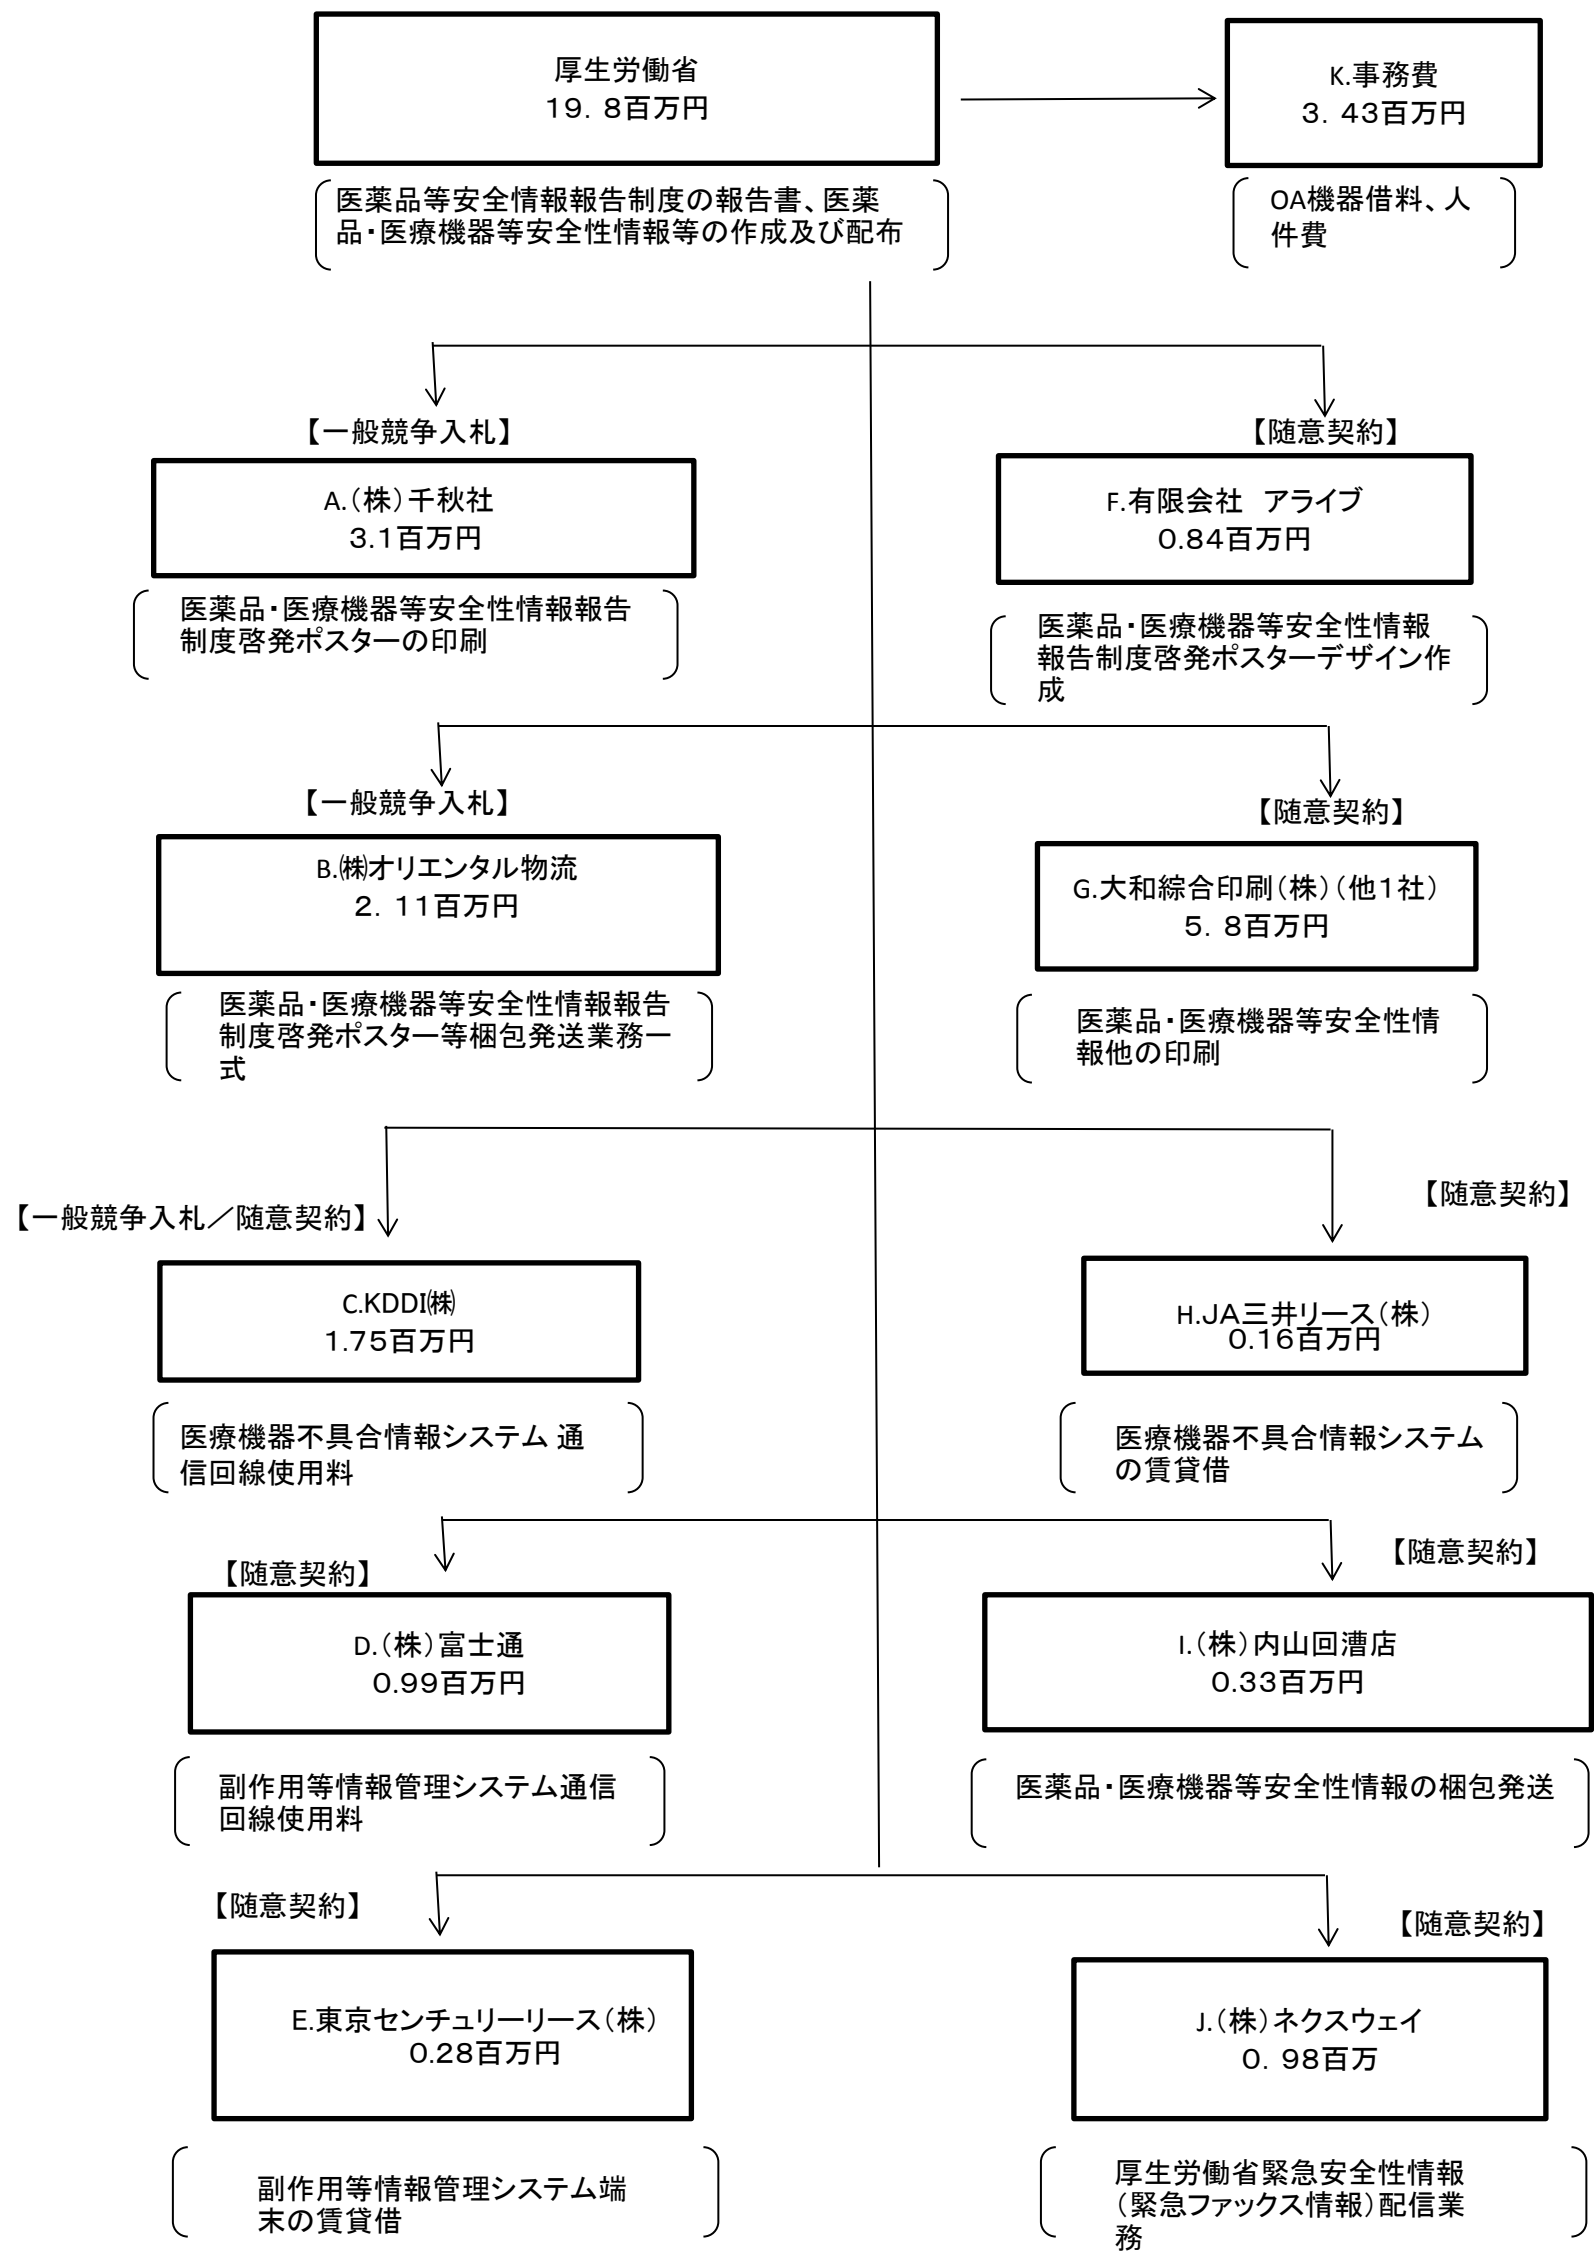 厚生労働省
19．8百万円
K.事務費
3．43百万円
医薬品等安全情報報告制度の報告書、医薬
品・医療機器等安全性情報等の作成及び配布
OA機器借料、人
件費
【一般競争入札】
A.（株）千秋社
3.1百万円
医薬品・医療機器等安全性情報報告
制度啓発ポスターの印刷
【随意契約】
F.有限会社　アライブ
0.84百万円
医薬品・医療機器等安全性情報
報告制度啓発ポスターデザイン作
成
【一般競争入札】
B.㈱オリエンタル物流
2．11百万円
医薬品・医療機器等安全性情報報告
制度啓発ポスター等梱包発送業務一
式
【随意契約】
G.大和綜合印刷（株）（他１社）
5．8百万円
医薬品・医療機器等安全性情
報他の印刷
【一般競争入札／随意契約】
C.KDDI㈱
1.75百万円
医療機器不具合情報システム 通
信回線使用料
【随意契約】
H.JA三井リース（株）
0.16百万円
医療機器不具合情報システム
の賃貸借
【随意契約】
D.（株）富士通
0.99百万円
副作用等情報管理システム通信
回線使用料
【随意契約】
I.（株）内山回漕店
0.33百万円
医薬品・医療機器等安全性情報の梱包発送
【随意契約】
E.東京センチュリーリース（株）
0.28百万円
副作用等情報管理システム端
末の賃貸借
【随意契約】
J.（株）ネクスウェイ
0．98百万
厚生労働省緊急安全性情報
（緊急ファックス情報）配信業
務